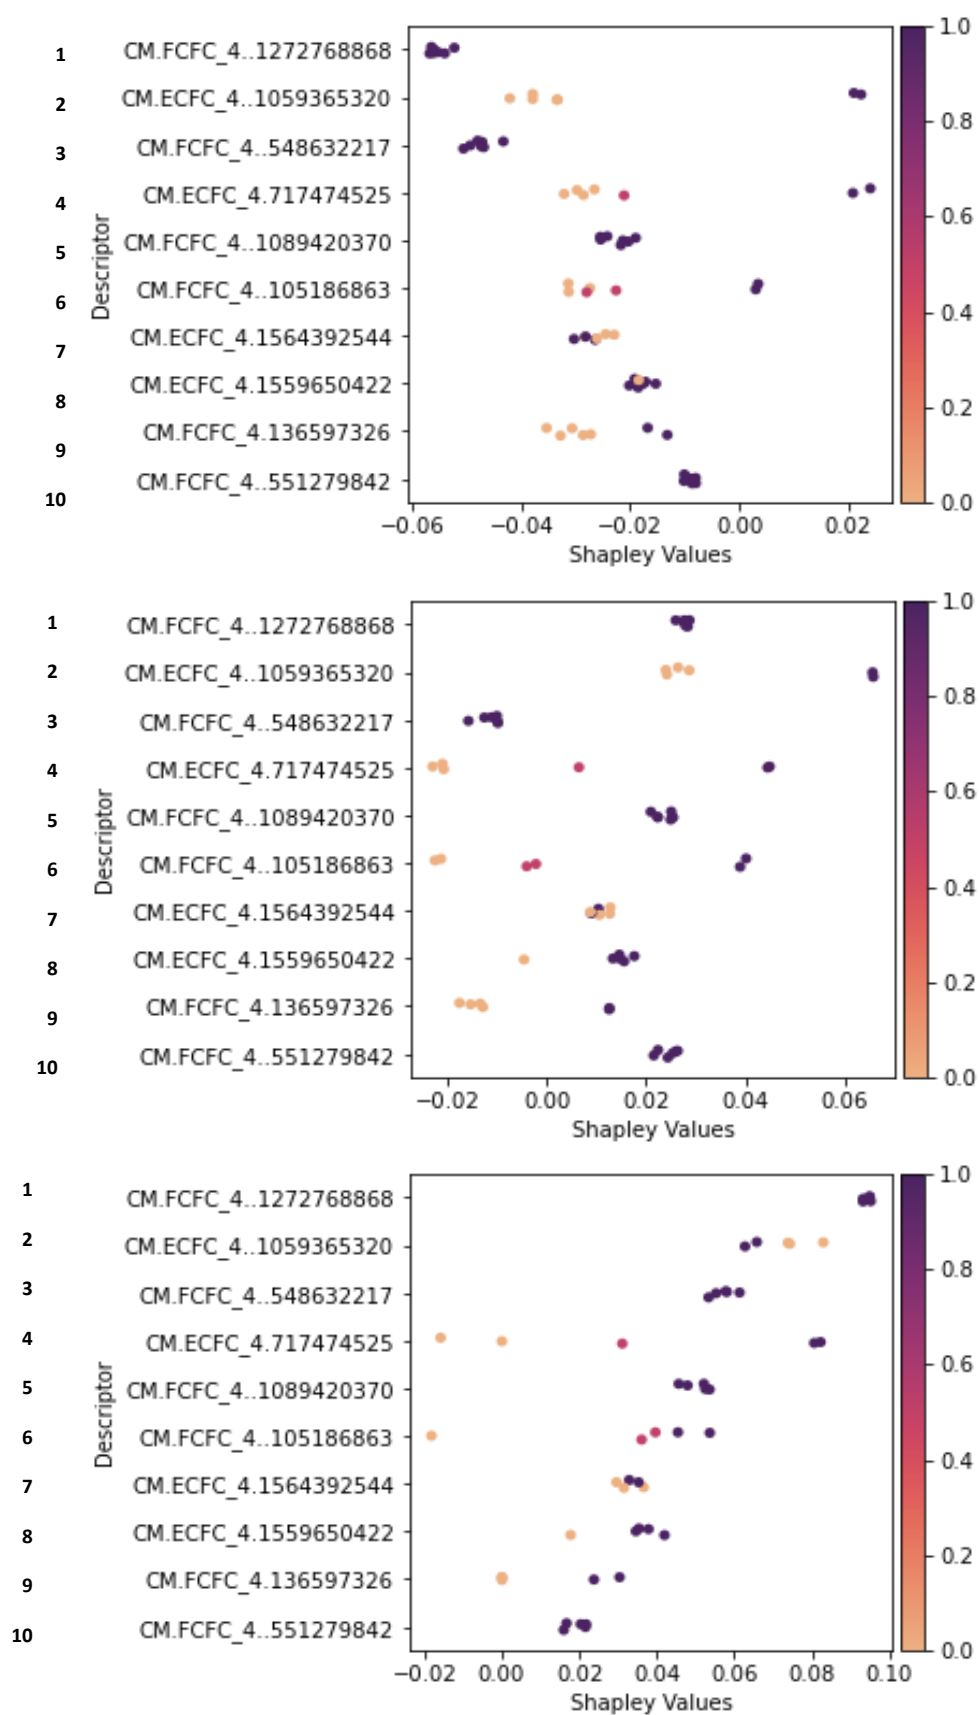 1 CM.FCFC_4..1272768868
2 CM.ECFC_4..1059365320
3 CM.FCFC_4..548632217
4 CM.ECFC_4.717474525
5 CM.FCFC_4..1089420370
6 CM.FCFC_4..105186863
7 CM.ECFC_4.1564392544
8 CM.ECFC_4.1559650422
9 CM.FCFC_4.136597326
10 CM.FCFC_4..551279842
Descriptor
−0.06 −0.04 −0.02 0.00 0.02
Shapley Values
1.0
0.8
0.6
0.4
0.2
0.0
1 CM.FCFC_4..1272768868
2 CM.ECFC_4..1059365320
3 CM.FCFC_4..548632217
4 CM.ECFC_4.717474525
5 CM.FCFC_4..1089420370
6 CM.FCFC_4..105186863
7 CM.ECFC_4.1564392544
8 CM.ECFC_4.1559650422
9 CM.FCFC_4.136597326
10 CM.FCFC_4..551279842
Descriptor
−0.02 0.00 0.02 0.04 0.06
Shapley Values
1.0
0.8
0.6
0.4
0.2
0.0
1 CM.FCFC_4..1272768868
2 CM.ECFC_4..1059365320
3 CM.FCFC_4..548632217
4 CM.ECFC_4.717474525
5 CM.FCFC_4..1089420370
6 CM.FCFC_4..105186863
7 CM.ECFC_4.1564392544
8 CM.ECFC_4.1559650422
9 CM.FCFC_4.136597326
10 CM.FCFC_4..551279842
Descriptor
−0.02 0.00 0.02 0.04 0.06 0.08 0.10
Shapley Values
1.0
0.8
0.6
0.4
0.2
0.0